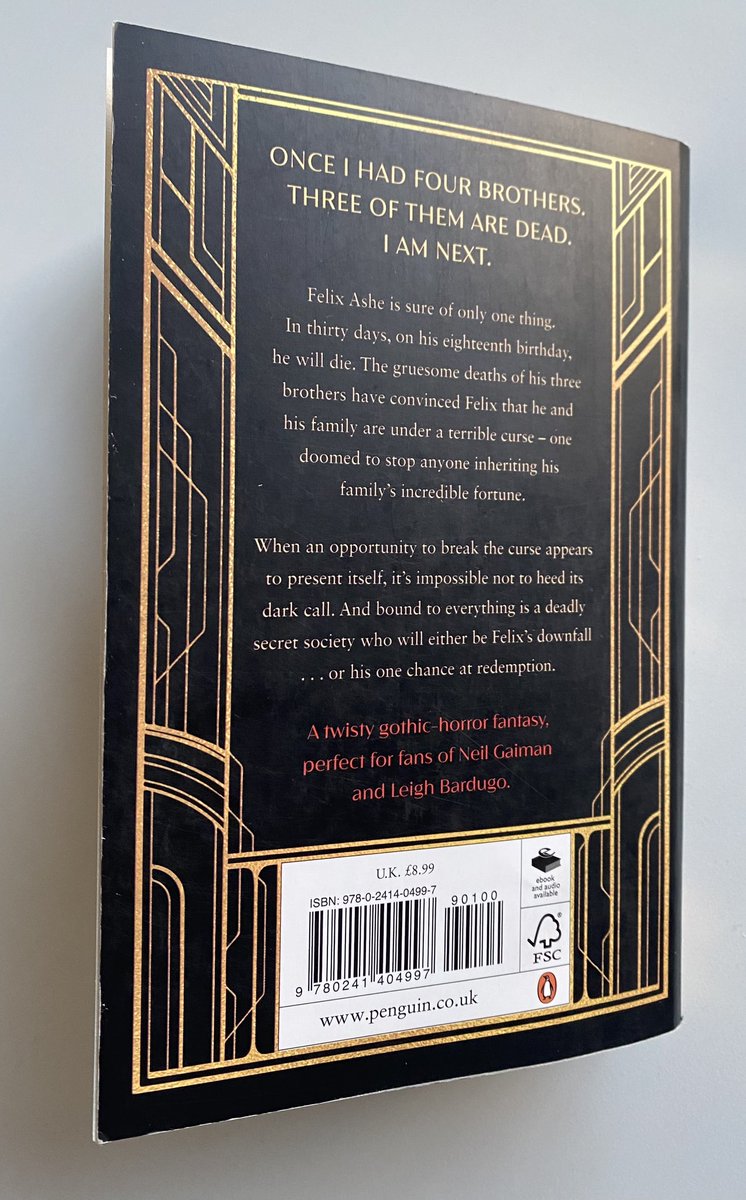 ONCE I HAD FOUR BROTHERS.
THREE OF THEM ARE DEAD.
I AM NEXT.
Felix Ashe is sure of only one thing.
In thirty days, on his eighteenth birthday,
he will die. The gruesome deaths of his three
brothers have convinced Felix that he and
his family are under a terrible curse – one
doomed to stop anyone inheriting his
family's incredible fortune.
When an opportunity to break the curse appears
to present itself, it's impossible not to heed its
dark call. And bound to everything is a deadly
secret society who will either be Felix's downfall
. . . or his one chance at redemption.
A twisty gothic-horror fantasy,
perfect for fans of Neil Gaiman
and Leigh Bardugo.
U.K. £8.99
ISBN: 978-0-2414-0499-7
90100
9 780241 404997
www.penguin.co.uk
ebook
and audio
available
FSC®